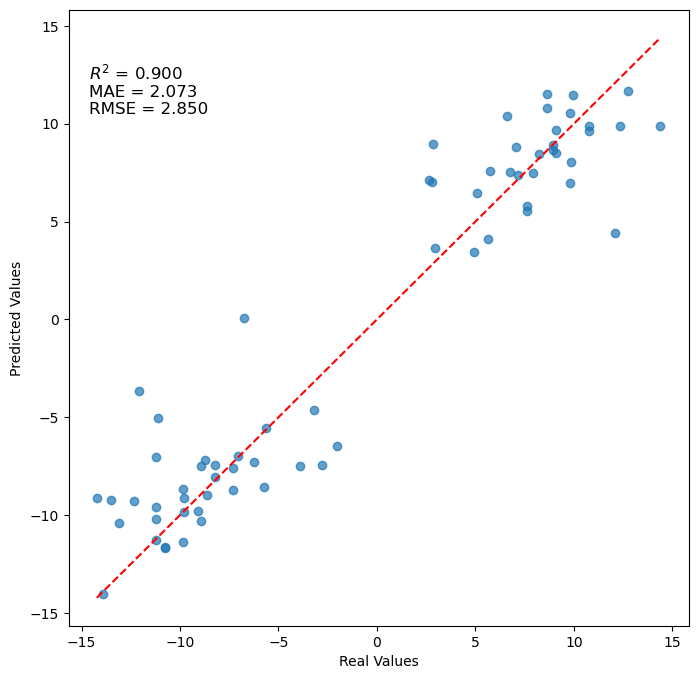 R² = 0.900
MAE = 2.073
RMSE = 2.850
15
10
5
0
−5
−10
−15
Predicted Values
−15 −10 −5 0 5 10 15
Real Values